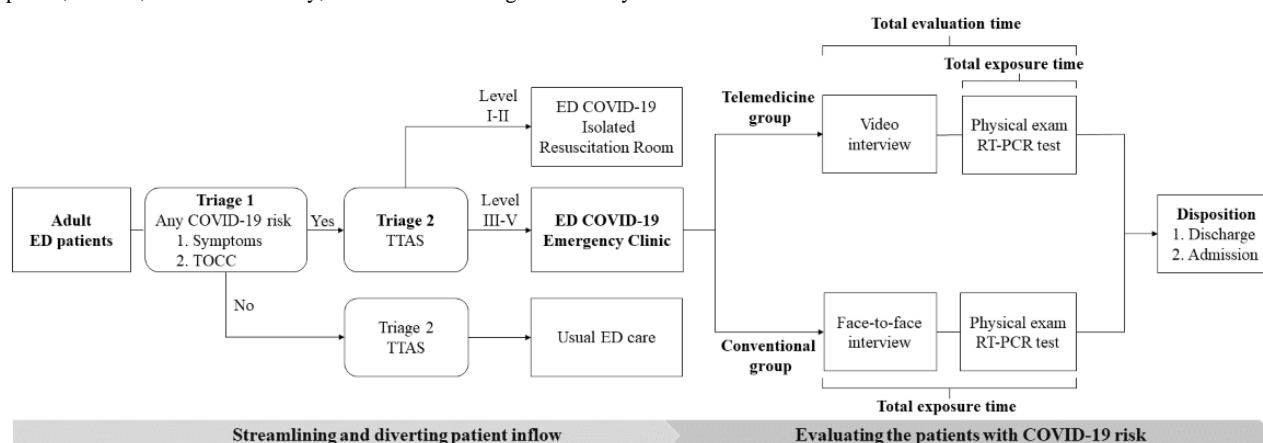 Total evaluation time
Total exposure time
Telemedicine
group
Level
I-II
ED COVID-19
Isolated
Resuscitation Room
Video
interview
Physical exam
RT-PCR test
Adult
ED patients
Triage 1
Any COVID-19 risk
1. Symptoms
2. TOCC
Yes
Triage 2
TTAS
Level
III-V
ED COVID-19
Emergency Clinic
Disposition
1. Discharge
2. Admission
No
Triage 2
TTAS
Usual ED care
Conventional
group
Face-to-face
interview
Physical exam
RT-PCR test
Total exposure time
Streamlining and diverting patient inflow
Evaluating the patients with COVID-19 risk